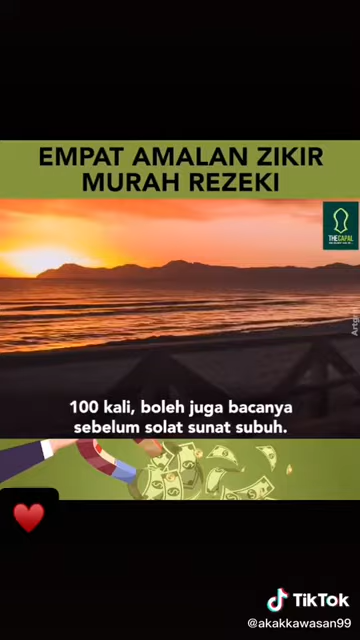 EMPAT AMALAN ZIKIR
MURAH REZEKI
THECAPAL
100 kali, boleh juga bacanya
sebelum solat sunat subuh.
TikTok
@akakkawasan99